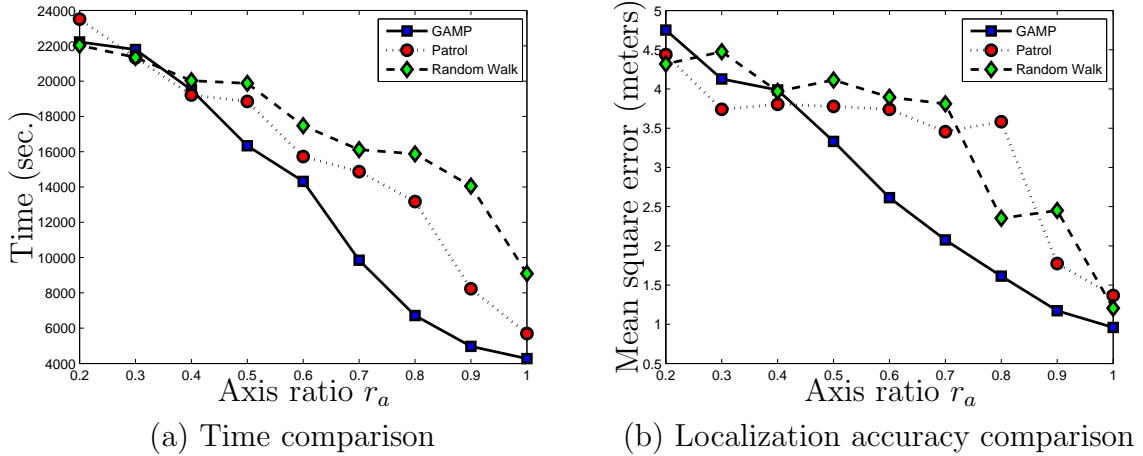 24000
22000
20000
18000
16000
14000
12000
10000
8000
6000
4000
Time (sec.)
GAMP
Patrol
Random Walk
0.2 0.3 0.4 0.5 0.6 0.7 0.8 0.9 1
Axis ratio r_a
(a) Time comparison
5
4.5
4
3.5
3
2.5
2
1.5
1
0.5
Mean square error (meters)
GAMP
Patrol
Random Walk
0.2 0.3 0.4 0.5 0.6 0.7 0.8 0.9 1
Axis ratio r_a
(b) Localization accuracy comparison